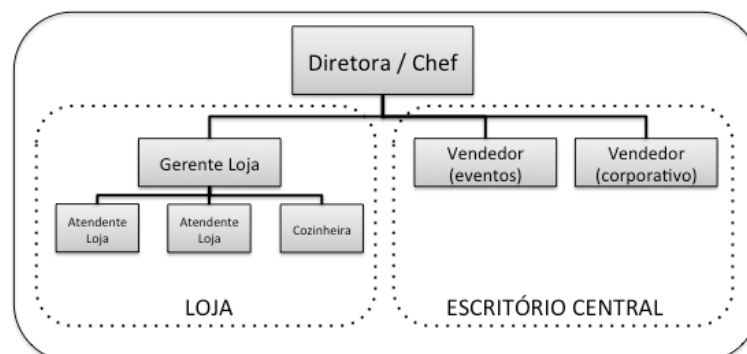 Diretora / Chef
Gerente Loja
Vendedor
(eventos)
Vendedor
(corporativo)
Atendente
Loja
Atendente
Loja
Cozinheira
LOJA
ESCRITÓRIO CENTRAL